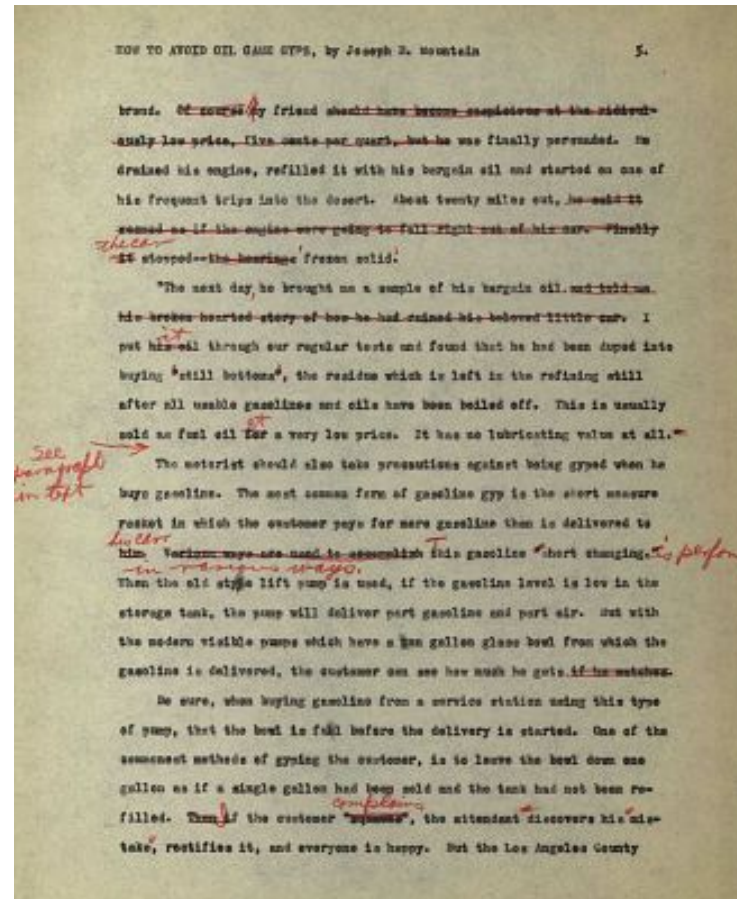 HOW TO AVOID OIL GAME GYPS, by Joseph B. Mountain 5.
brand. Of course my friend should have become suspicious at the ridicul-
ously low price, five cents per quart, but he was finally persuaded. He
drained his engine, refilled it with his bargain oil and started on one of
his frequent trips into the desert. About twenty miles out, he said it
seemed as if the engine were going to fall right out of his car. Finally
the car
it stopped--the bearings frozen solid.
"The next day, he brought me a sample of his bargain oil and told me
his broken hearted story of how he had ruined his beloved little car. I
it
put his oil through our regular tests and found that he had been duped into
buying "still bottoms", the residue which is left in the refining still
after all usable gasolines and oils have been boiled off. This is usually
at
sold as fuel oil for a very low price. It has no lubricating value at all."
See
paragraph
in text
The motorist should also take precautions against being gyped when he
buys gasoline. The most common form of gasoline gyp is the short measure
racket in which the customer pays for more gasoline than is delivered to
his car
him. Various ways are used to accomplish This gasoline "short changing." is perfor
in various ways.
When the old style lift pump is used, if the gasoline level is low in the
storage tank, the pump will deliver part gasoline and part air. But with
the modern visible pumps which have a ten gallon glass bowl from which the
gasoline is delivered, the customer can see how much he gets if he watches.
Be sure, when buying gasoline from a service station using this type
of pump, that the bowl is full before the delivery is started. One of the
commonest methods of gyping the customer, is to leave the bowl down one
gallon as if a single gallon had been sold and the tank had not been re-
complains
filled. Then if the customer "squawks", the attendant "discovers his mis-
take", rectifies it, and everyone is happy. But the Los Angeles County